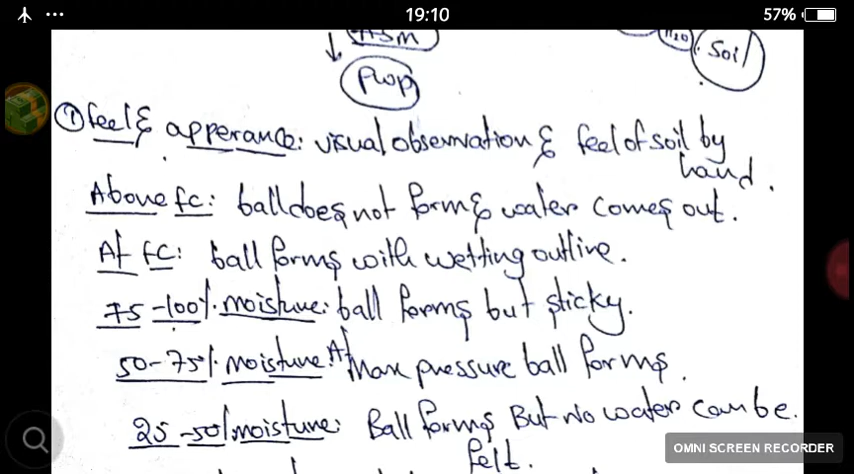 19:10
57%
HSM
H2O
Soil
① feel & apperance: visual observation & feel of soil by
hand.
Above fc: ball does not form & water comes out.
At fc: ball forms with wetting outline.
75-100% moisture: ball forms but sticky.
50-75% moisture: At Max pressure ball forms.
25-50% moisture: Ball forms But no water can be.
felt.
OMNI SCREEN RECORDER